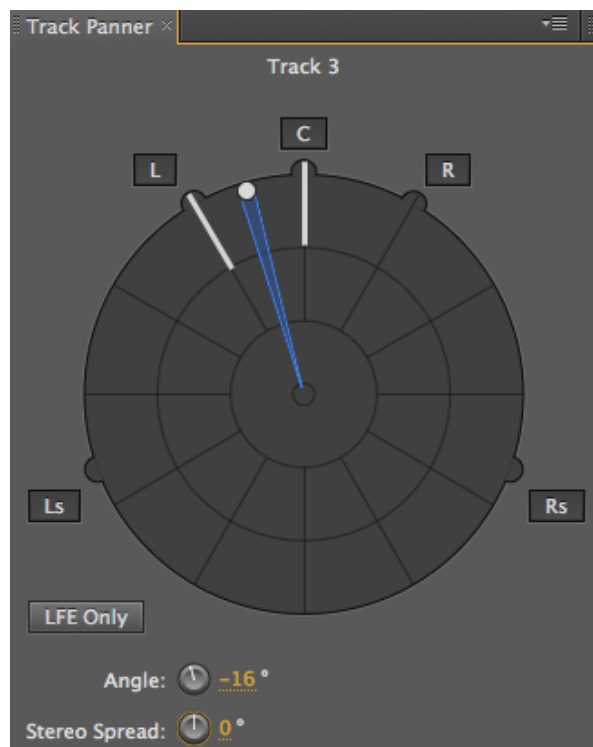 Track Panner ×
Track 3
C
L
R
Ls
Rs
LFE Only
Angle: -16 °
Stereo Spread: 0 °